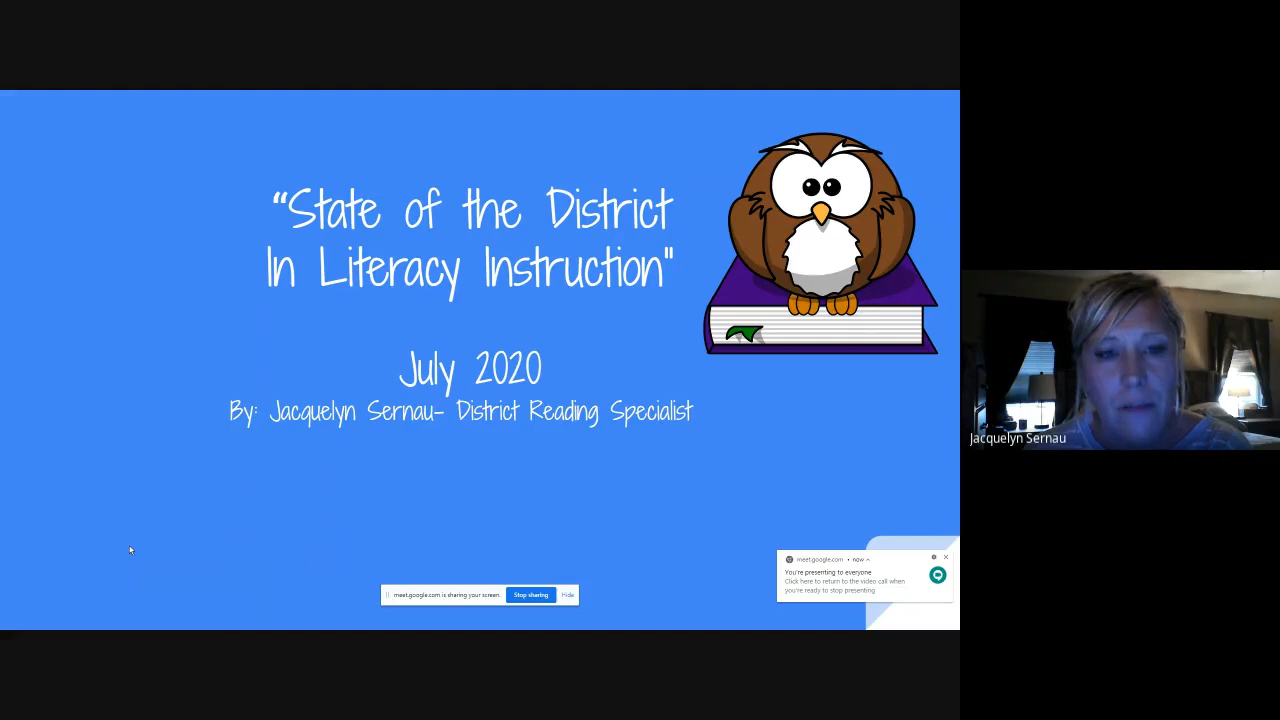 “State of the District
In Literacy Instruction"
July 2020
By: Jacquelyn Sernau- District Reading Specialist
Jacquelyn Sernau
meet.google.com • now
You're presenting to everyone
Click here to return to the video call when
you're ready to stop presenting
meet.google.com is sharing your screen.
Stop sharing
Hide